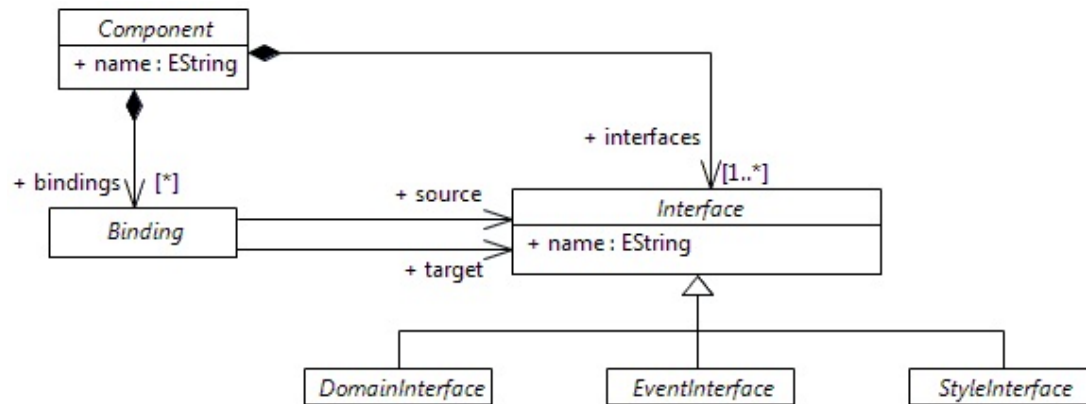 Component
+ name : EString
+ interfaces
+ bindings [*]
[1..*]
+ source
Interface
Binding
+ name : EString
+ target
DomainInterface
EventInterface
StyleInterface